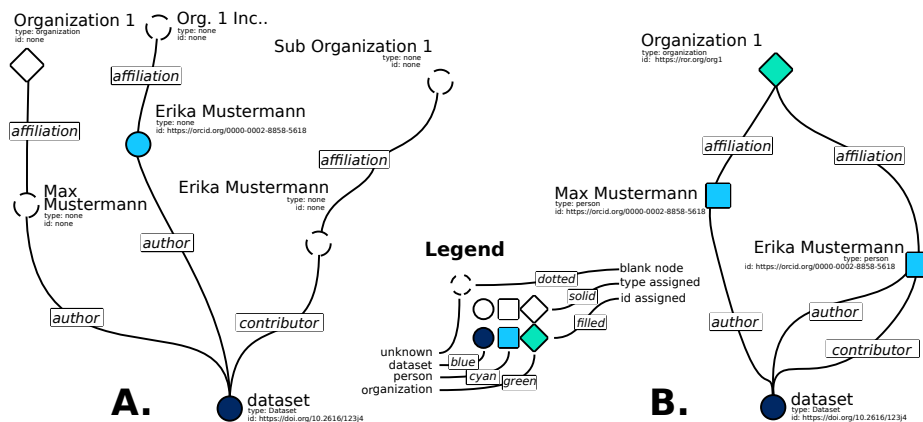 Organization 1
type: organization
id: none
Org. 1 Inc..
type: none
id: none
Sub Organization 1
type: none
id: none
affiliation
affiliation
Erika Mustermann
type: none
id: https://orcid.org/0000-0002-8858-5618
affiliation
Max
Mustermann
type: none
id: none
Erika Mustermann
type: none
id: none
author
author
contributor
A.
dataset
type: Dataset
id: https://doi.org/10.2616/123j4
Legend
dotted
blank node
solid
type assigned
filled
id assigned
unknown
dataset
blue
person
cyan
organization
green
Organization 1
type: organization
id: https://ror.org/org1
affiliation
affiliation
Max Mustermann
type: person
id: https://orcid.org/0000-0002-8858-5618
Erika Mustermann
type: person
id: https://orcid.org/0000-0002-8858-5618
author
author
contributor
B.
dataset
type: Dataset
id: https://doi.org/10.2616/123j4